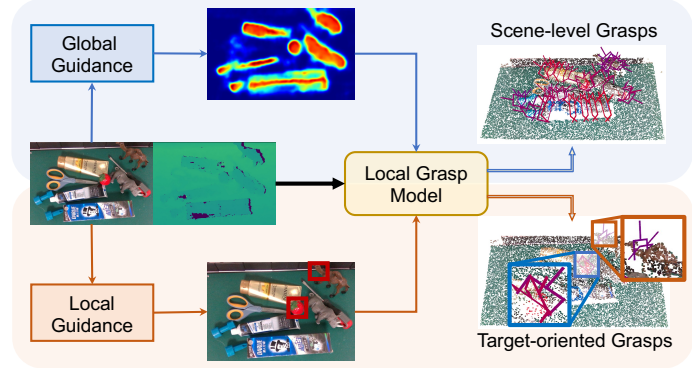 Global
Guidance
Scene-level Grasps
Local Grasp
Model
Local
Guidance
Target-oriented Grasps